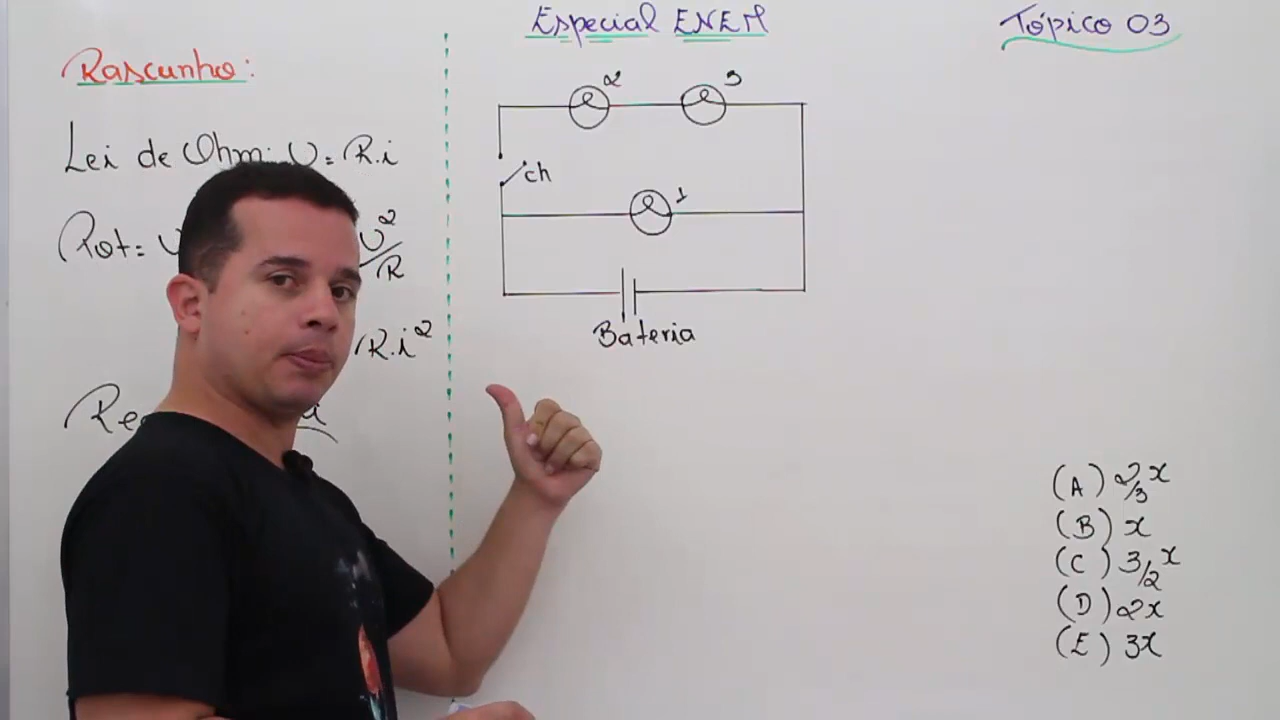 Especial ENEM
Tópico 03
Rascunho:
Lei de Ohm: U = R.i
Pot =
U²/R
R.i²
2
3
ch
1
Bateria
(A) 2/3 x
(B) x
(C) 3/2 x
(D) 2x
(E) 3x